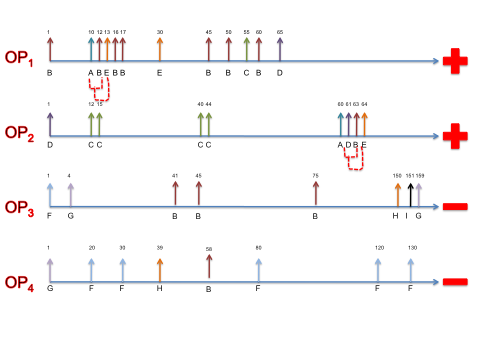 1 10 12 13 16 17 30 45 50 55 60 65
OP1
B A B E B B E B B C B D
1 12 15 40 44 60 61 63 64
OP2
D C C C C A D B E
1 4 41 45 75 150 151 159
OP3
F G B B B H I G
1 20 30 39 58 80 120 130
OP4
G F F H B F F F